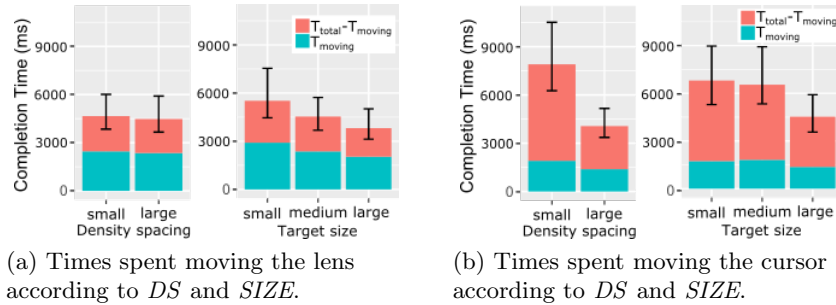 Completion Time (ms)
9000
6000
3000
0
small large
Density spacing
9000
6000
3000
0
T_total-T_moving
T_moving
small medium large
Target size
(a) Times spent moving the lens
according to DS and SIZE.
Completion Time (ms)
9000
6000
3000
0
small large
Density spacing
9000
6000
3000
0
T_total-T_moving
T_moving
small medium large
Target size
(b) Times spent moving the cursor
according to DS and SIZE.